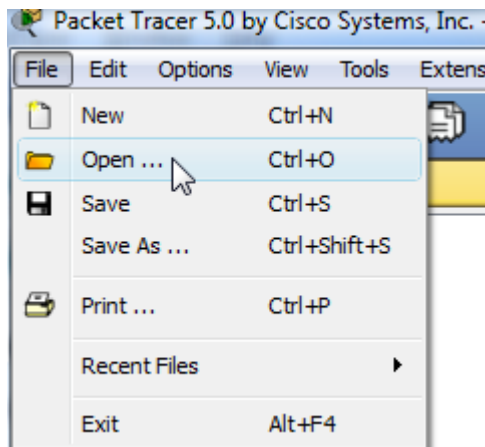 Packet Tracer 5.0 by Cisco Systems, Inc. -
File Edit Options View Tools Extens
New Ctrl+N
Open ... Ctrl+O
Save Ctrl+S
Save As ... Ctrl+Shift+S
Print ... Ctrl+P
Recent Files
Exit Alt+F4